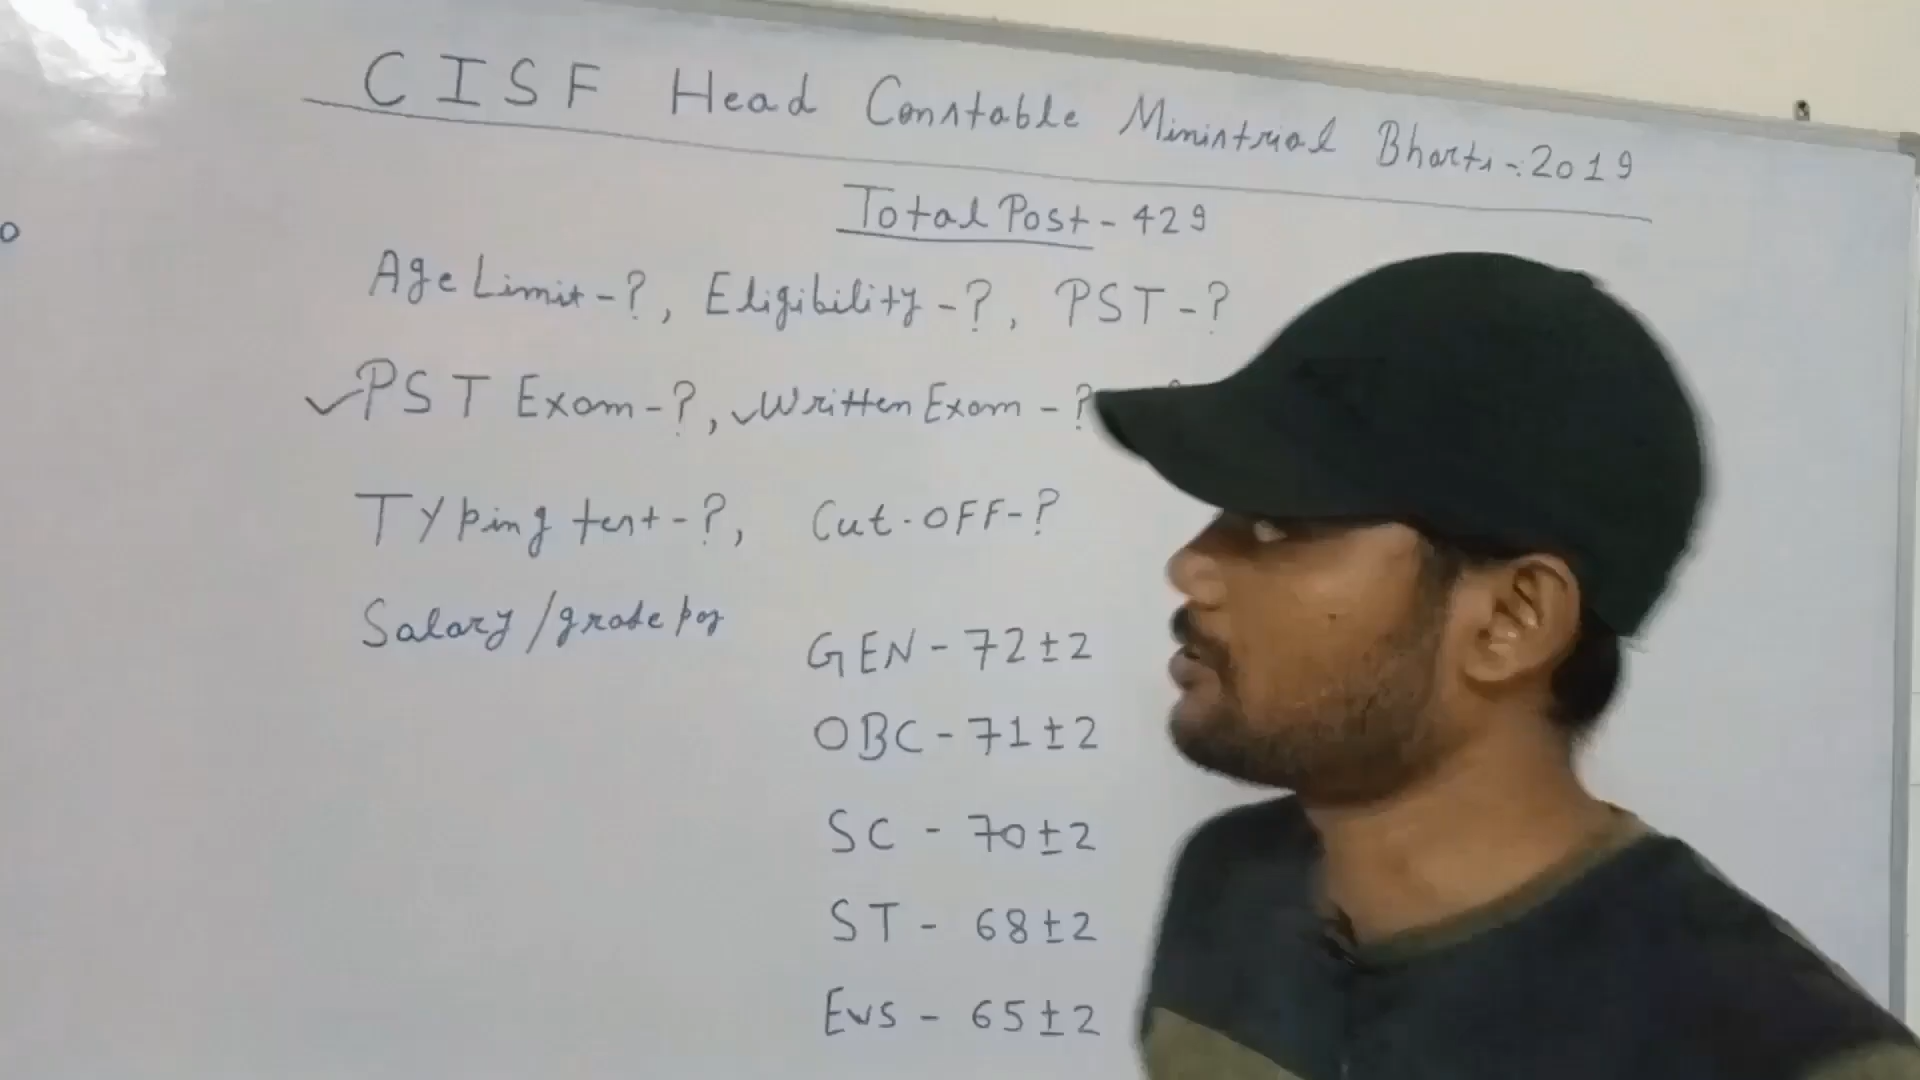 CISF Head Constable Ministrial Bharti-:2019
Total Post - 429
Age Limit - ?, Eligibility - ?, PST - ?
✓PST Exam - ?, ✓Written Exam - ?
Typing test - ?, Cut-OFF - ?
Salary/grade pay
GEN - 72±2
OBC - 71±2
SC - 70±2
ST - 68±2
EWS - 65±2